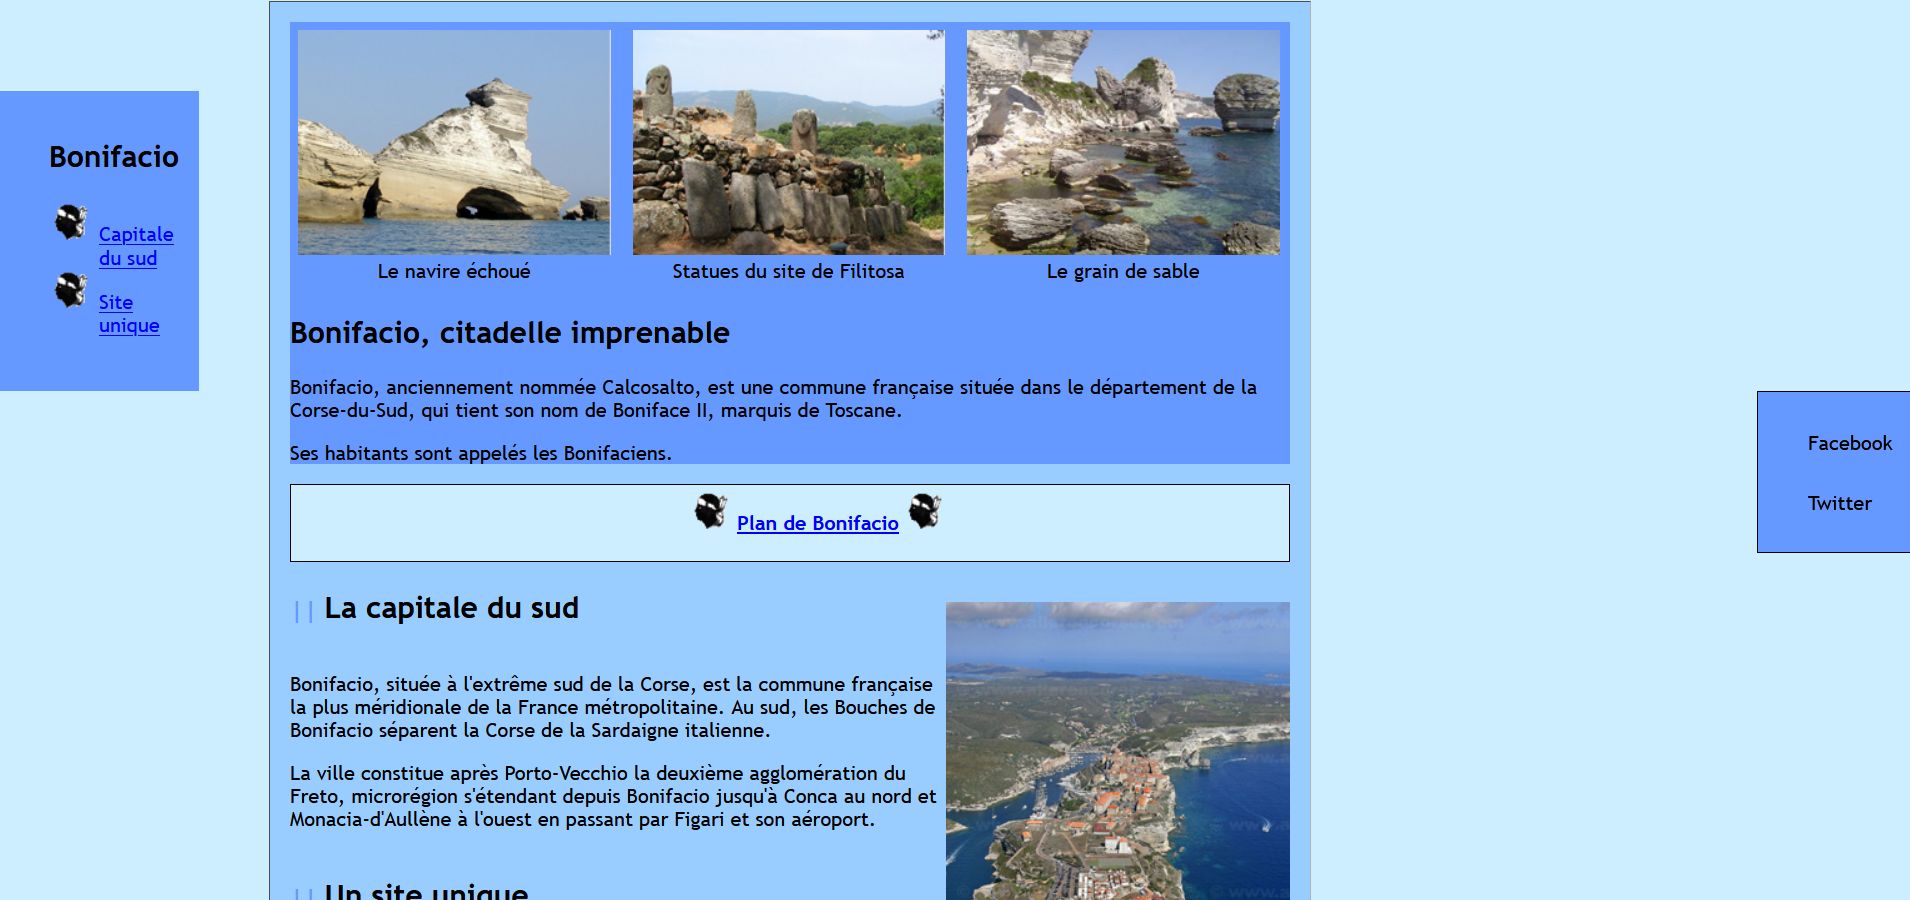 Bonifacio
Capitale
du sud
Site
unique
Le navire échoué
Statues du site de Filitosa
Le grain de sable
Bonifacio, citadelle imprenable
Bonifacio, anciennement nommée Calcosalto, est une commune française située dans le département de la
Corse-du-Sud, qui tient son nom de Boniface II, marquis de Toscane.
Ses habitants sont appelés les Bonifaciens.
Plan de Bonifacio
|| La capitale du sud
Bonifacio, située à l'extrême sud de la Corse, est la commune française
la plus méridionale de la France métropolitaine. Au sud, les Bouches de
Bonifacio séparent la Corse de la Sardaigne italienne.
La ville constitue après Porto-Vecchio la deuxième agglomération du
Freto, microrégion s'étendant depuis Bonifacio jusqu'à Conca au nord et
Monacia-d'Aullène à l'ouest en passant par Figari et son aéroport.
|| Un site unique
Facebook
Twitter